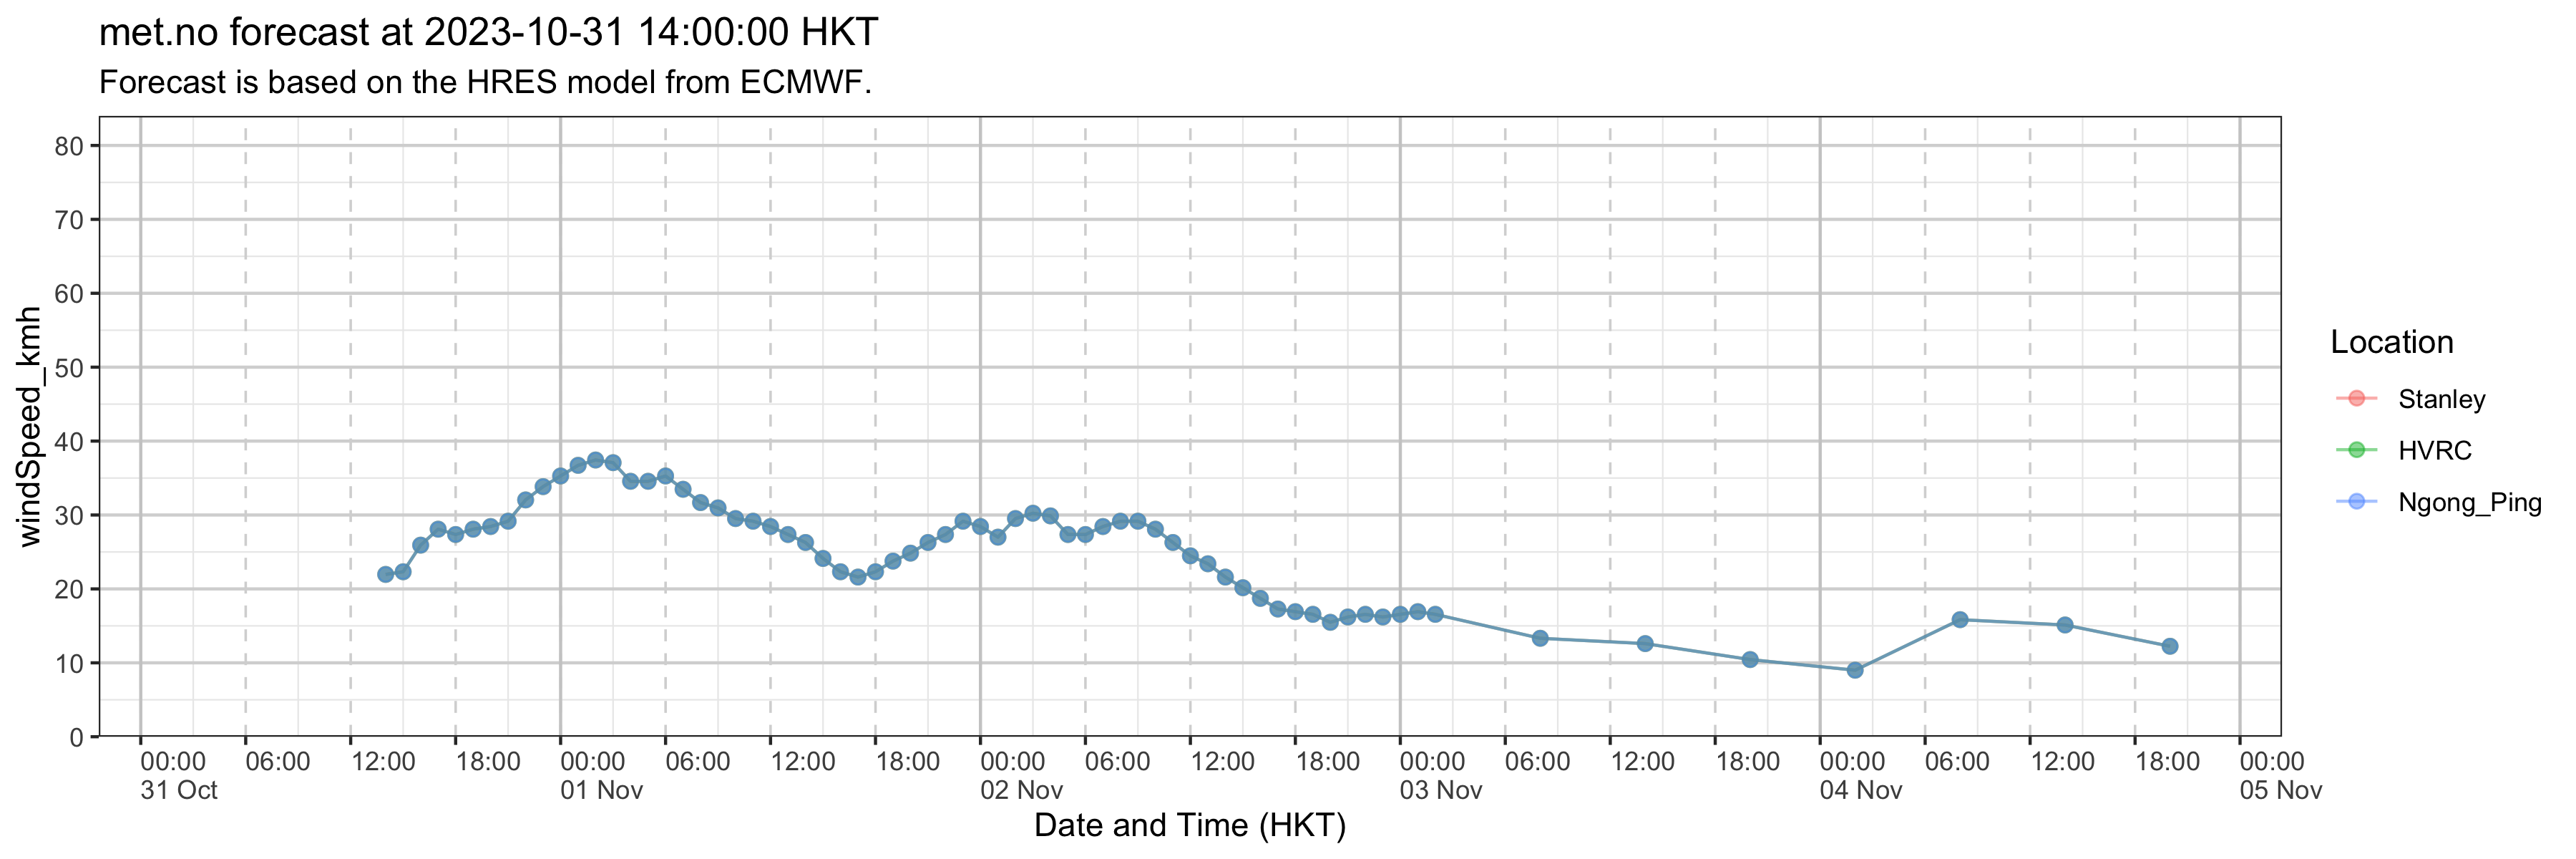 met.no forecast at 2023-10-31 14:00:00 HKT
Forecast is based on the HRES model from ECMWF.
windSpeed_kmh
80
70
60
50
40
30
20
10
0
00:00 06:00 12:00 18:00 00:00 06:00 12:00 18:00 00:00 06:00 12:00 18:00 00:00 06:00 12:00 18:00 00:00 06:00 12:00 18:00 00:00
31 Oct 01 Nov 02 Nov 03 Nov 04 Nov 05 Nov
Date and Time (HKT)
Location
Stanley
HVRC
Ngong_Ping